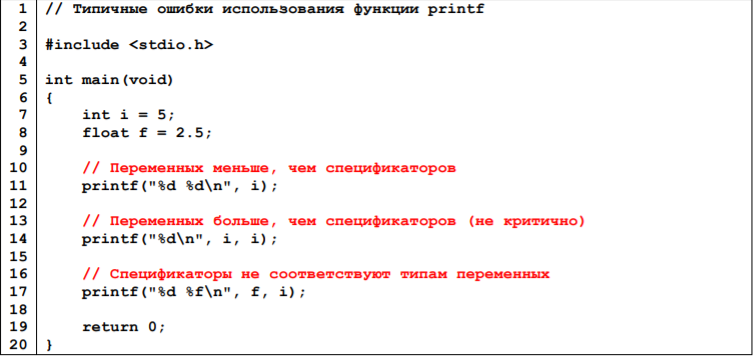 1 // Типичные ошибки использования функции printf
2
3 #include <stdio.h>
4
5 int main(void)
6 {
7     int i = 5;
8     float f = 2.5;
9
10     // Переменных меньше, чем спецификаторов
11     printf("%d %d\n", i);
12
13     // Переменных больше, чем спецификаторов (не критично)
14     printf("%d\n", i, i);
15
16     // Спецификаторы не соответствуют типам переменных
17     printf("%d %f\n", f, i);
18
19     return 0;
20 }